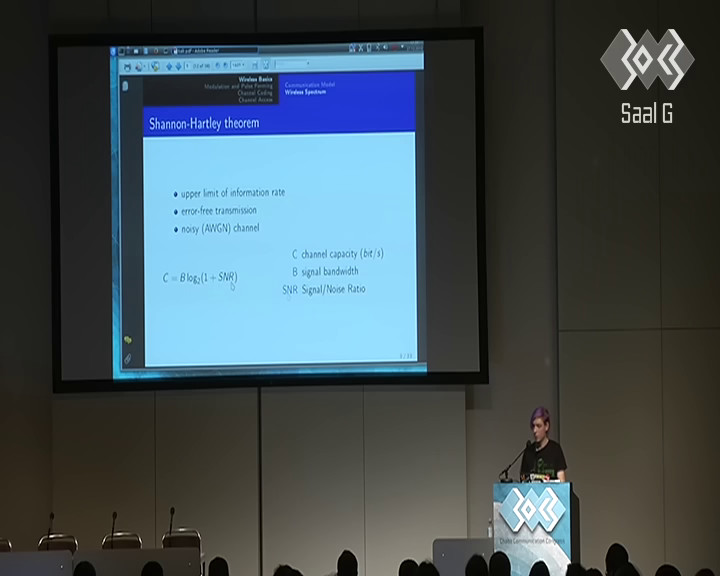 Saal G
Wireless Basics
Modulation and Pulse Forming
Channel Coding
Channel Access
Communication Model
Wireless Spectrum
Shannon-Hartley theorem
upper limit of information rate
error-free transmission
noisy (AWGN) channel
C = B log₂(1 + SNR)
C channel capacity (bit/s)
B signal bandwidth
SNR Signal/Noise Ratio
Chaos Communication Congress